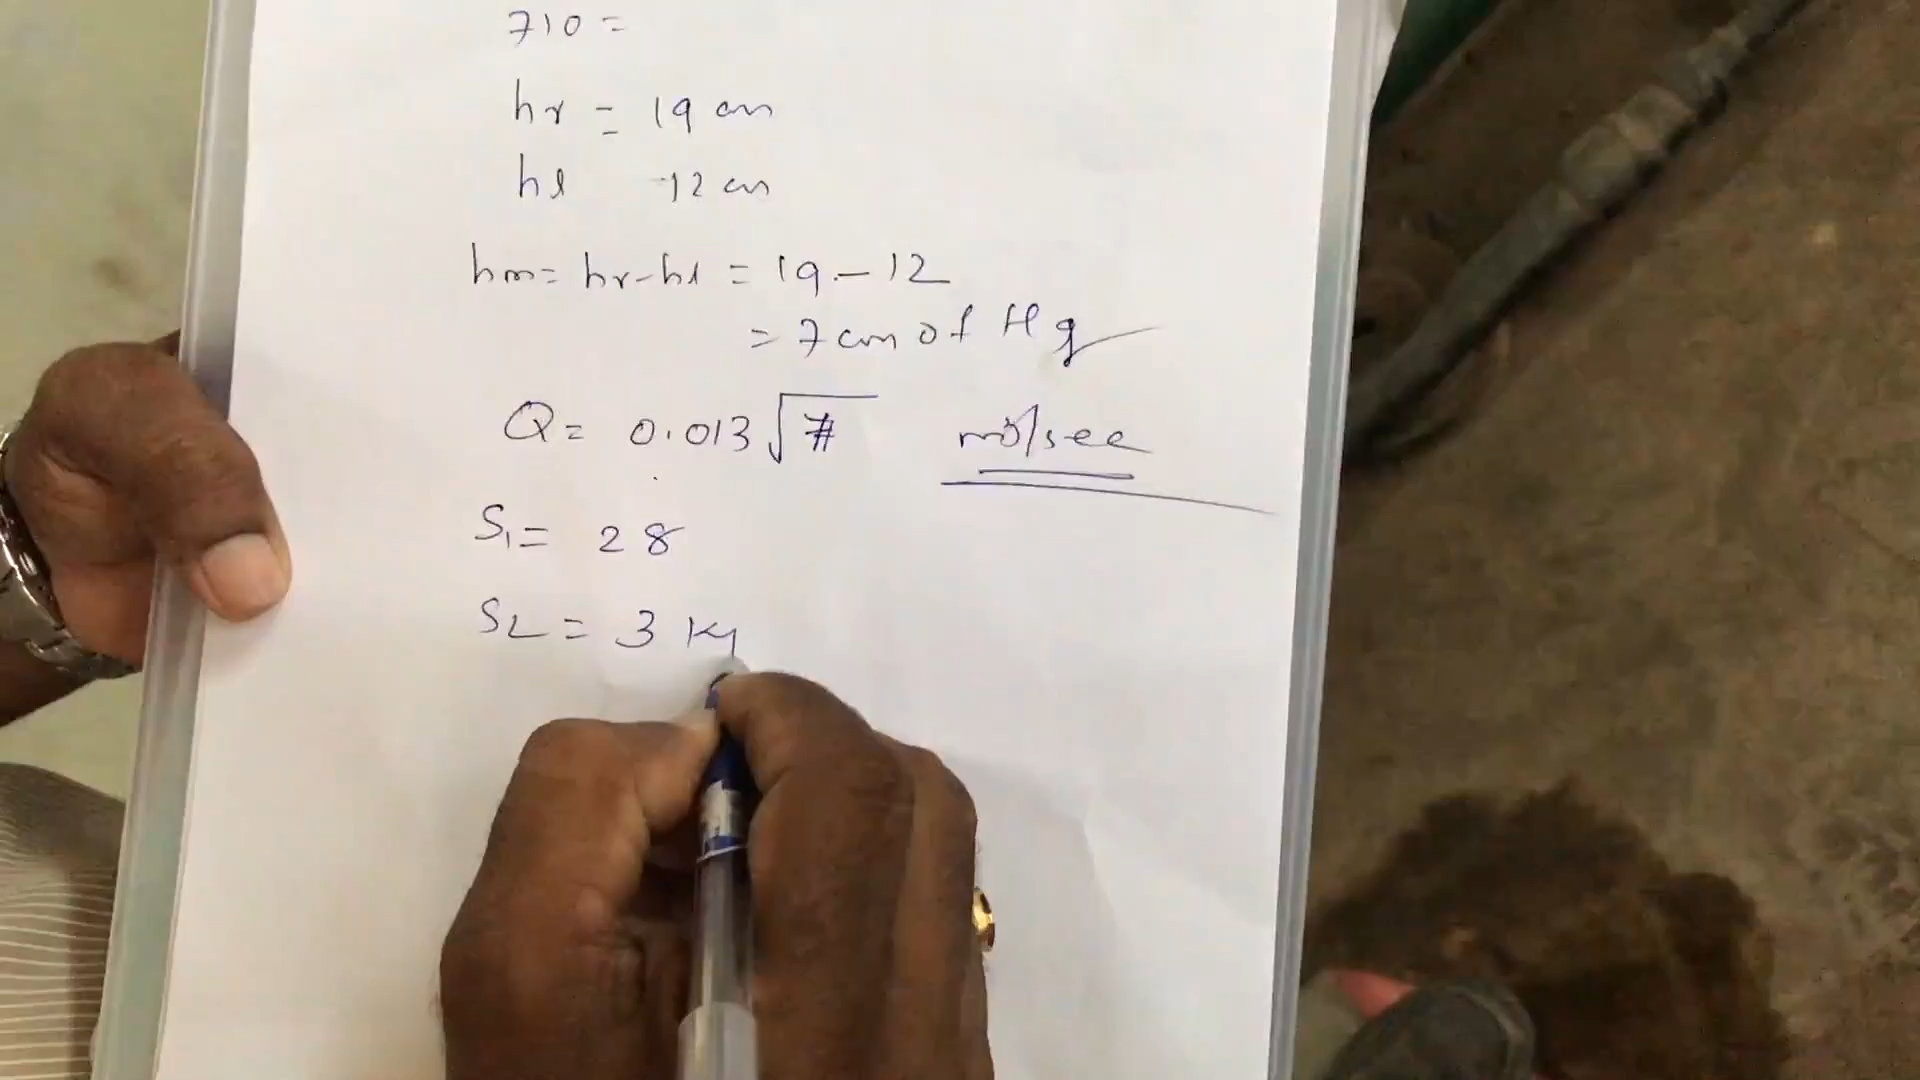 710 =
hr = 19 cm
hl -12 cm
hm = hr-hl = 19 - 12
= 7 cm of Hg
Q = 0.013√7 m3/sec
S1 = 28
S2 = 3 Kg